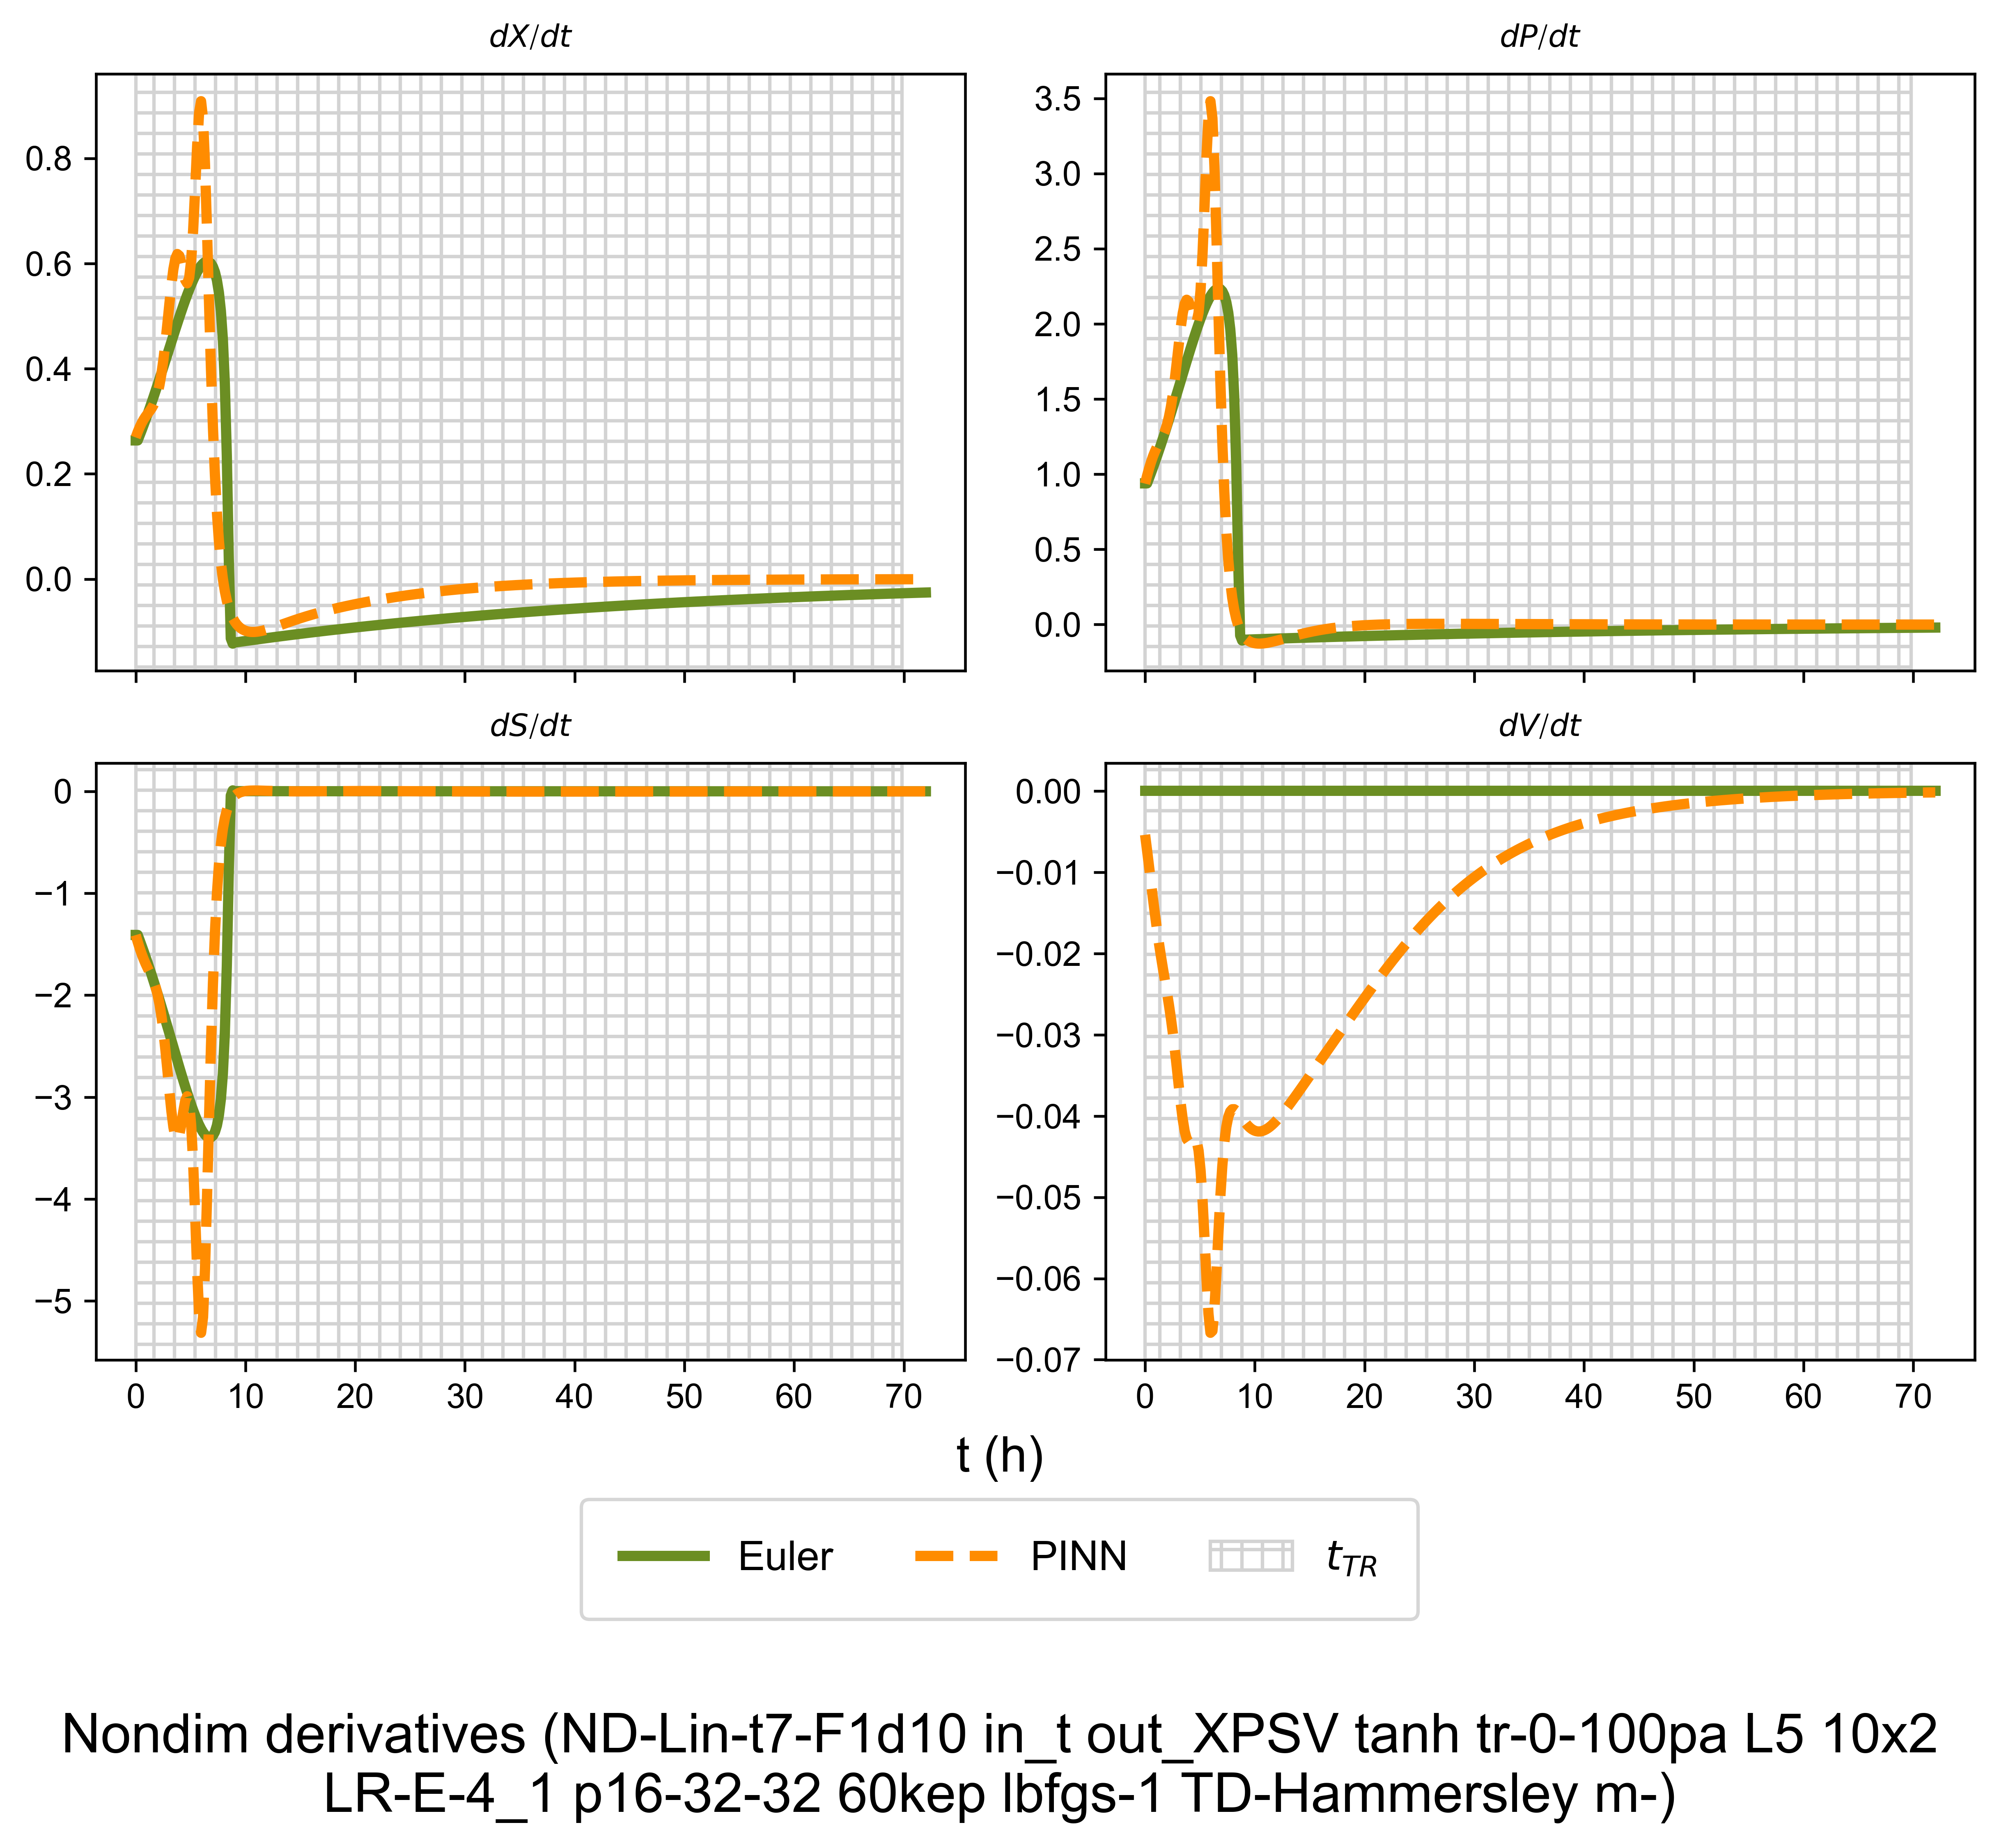 dX/dt
dP/dt
0.8
0.6
0.4
0.2
0.0
3.5
3.0
2.5
2.0
1.5
1.0
0.5
0.0
dS/dt
dV/dt
0
−1
−2
−3
−4
−5
0 10 20 30 40 50 60 70
0.00
−0.01
−0.02
−0.03
−0.04
−0.05
−0.06
−0.07
0 10 20 30 40 50 60 70
t (h)
Euler PINN t_TR
Nondim derivatives (ND-Lin-t7-F1d10 in_t out_XPSV tanh tr-0-100pa L5 10x2
LR-E-4_1 p16-32-32 60kep lbfgs-1 TD-Hammersley m-)